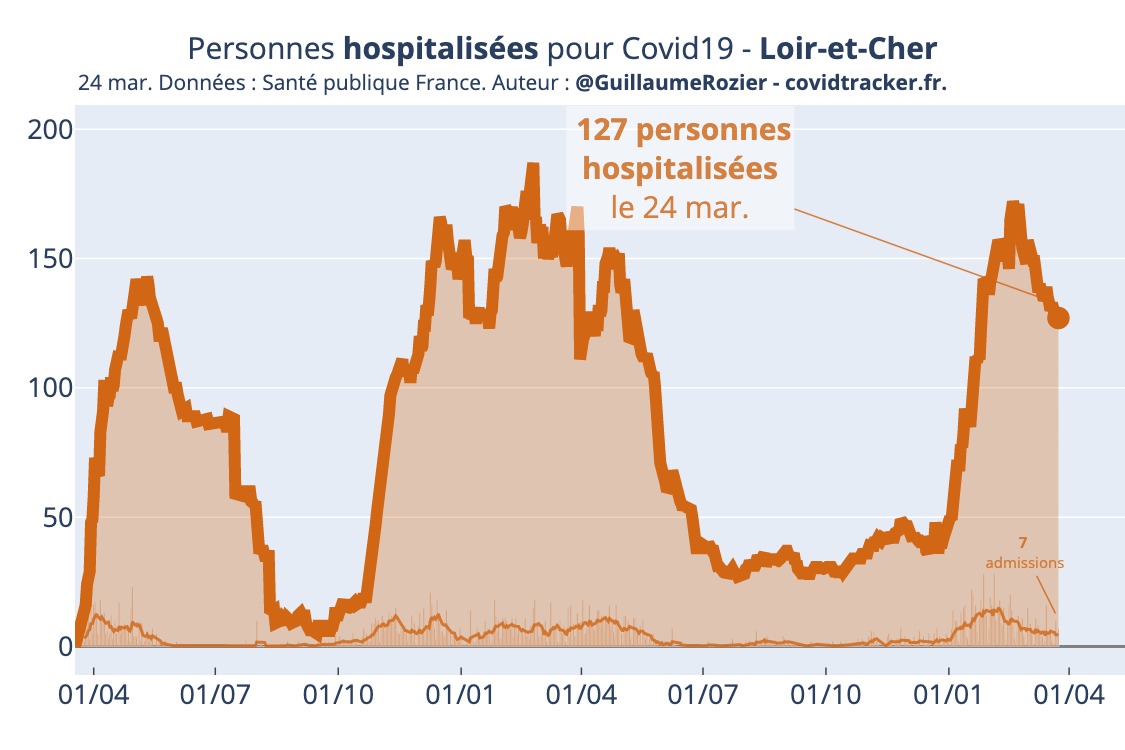 Personnes hospitalisées pour Covid19 - Loir-et-Cher
24 mar. Données : Santé publique France. Auteur : @GuillaumeRozier - covidtracker.fr.
127 personnes
hospitalisées
le 24 mar.
200
150
100
50
0
7
admissions
01/04 01/07 01/10 01/01 01/04 01/07 01/10 01/01 01/04